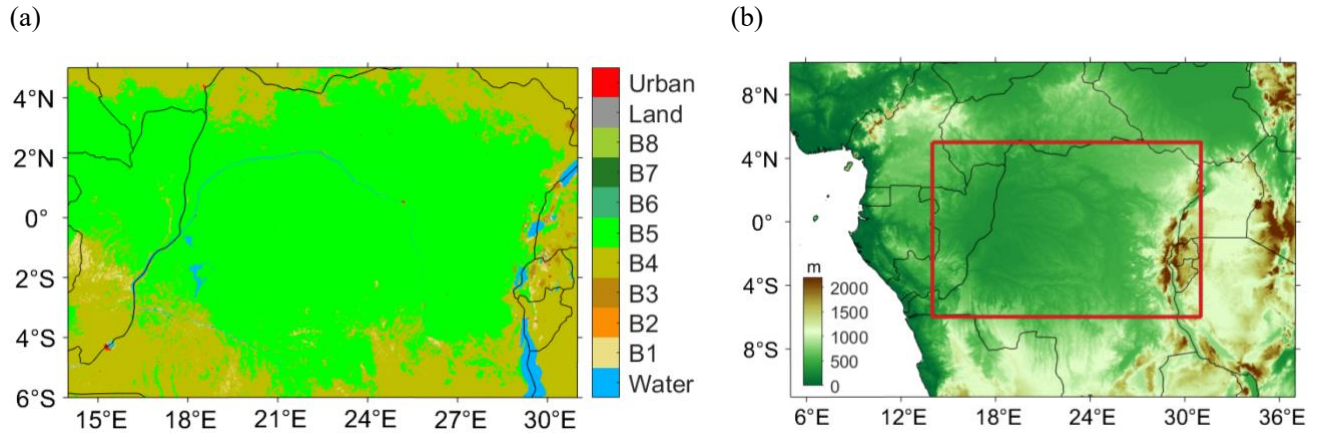 (a)
(b)
4°N
2°N
0°
2°S
4°S
6°S
15°E
18°E
21°E
24°E
27°E
30°E
Urban
Land
B8
B7
B6
B5
B4
B3
B2
B1
Water
8°N
4°N
0°
4°S
8°S
m
2000
1500
1000
500
0
6°E
12°E
18°E
24°E
30°E
36°E